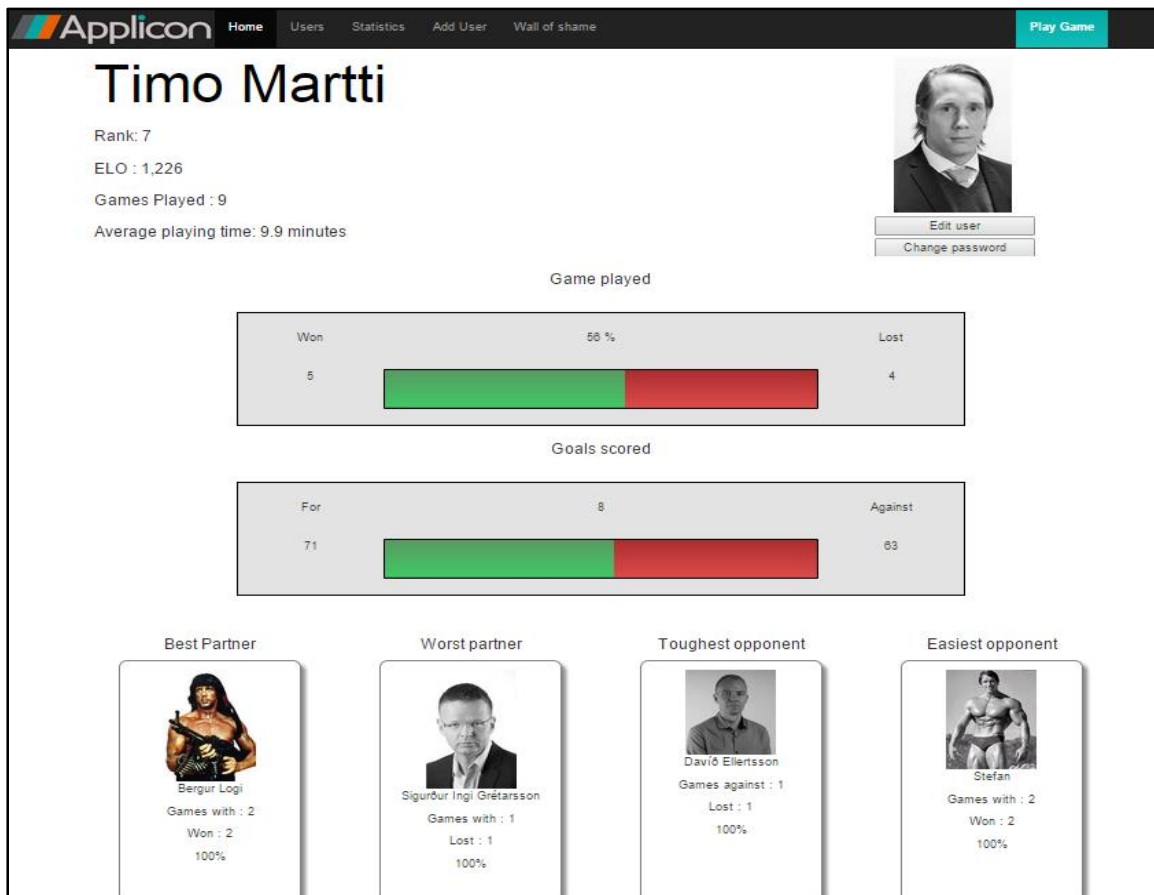 Applicon Home Users Statistics Add User Wall of shame Play Game
Timo Martti
Rank: 7
ELO : 1,226
Games Played : 9
Average playing time: 9.9 minutes
Edit user
Change password
Game played
Won 56 % Lost
5 4
Goals scored
For 8 Against
71 63
Best Partner Worst partner Toughest opponent Easiest opponent
Bergur Logi
Games with : 2
Won : 2
100%
Sigurður Ingi Grétarsson
Games with : 1
Lost : 1
100%
Davíð Ellertsson
Games against : 1
Lost : 1
100%
Stefan
Games with : 2
Won : 2
100%